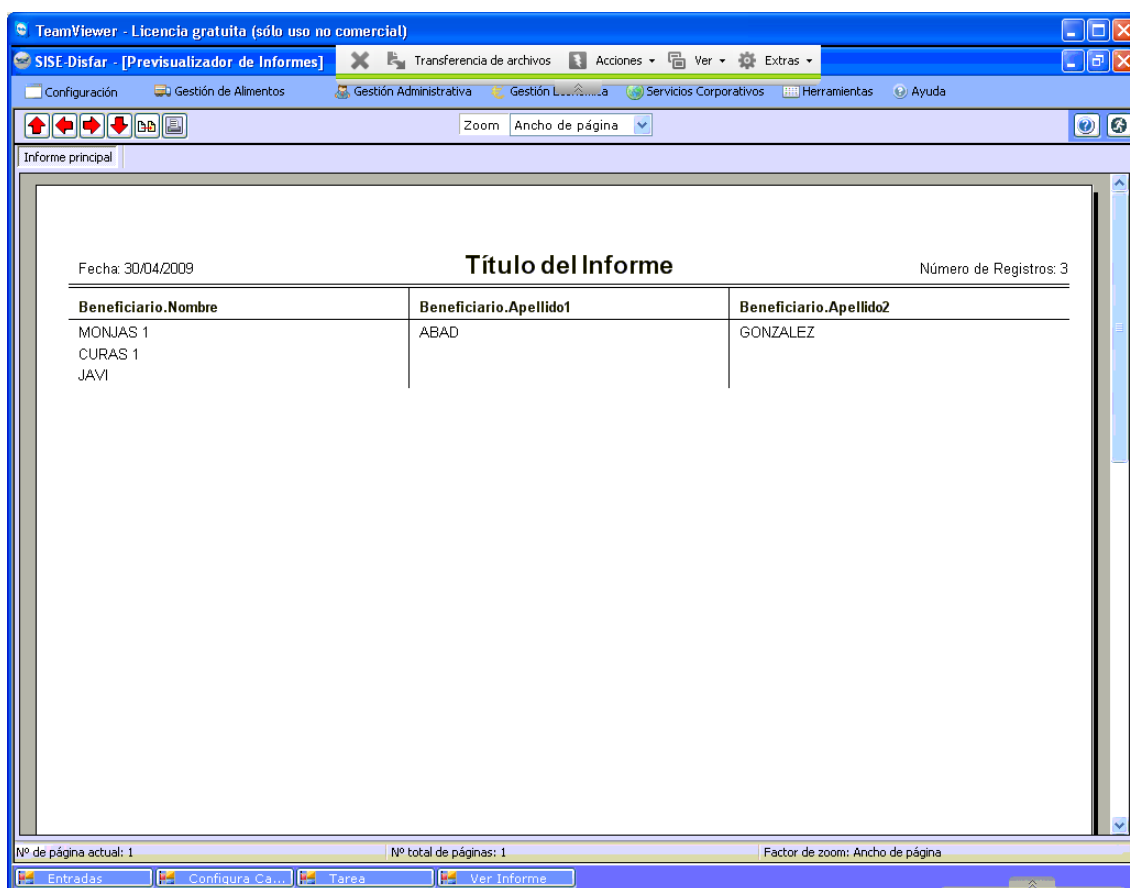 TeamViewer - Licencia gratuita (sólo uso no comercial)
SISE-Disfar - [Previsualizador de Informes] Transferencia de archivos Acciones Ver Extras
Configuración Gestión de Alimentos Gestión Administrativa Gestión Servicios Corporativos Herramientas Ayuda
Zoom Ancho de página
Informe principal
Fecha: 30/04/2009 Título del Informe Número de Registros: 3
Beneficiario.Nombre Beneficiario.Apellido1 Beneficiario.Apellido2
MONJAS 1 ABAD GONZALEZ
CURAS 1
JAVI
Nº de página actual: 1 Nº total de páginas: 1 Factor de zoom: Ancho de página
Entradas Configura Ca... Tarea Ver Informe